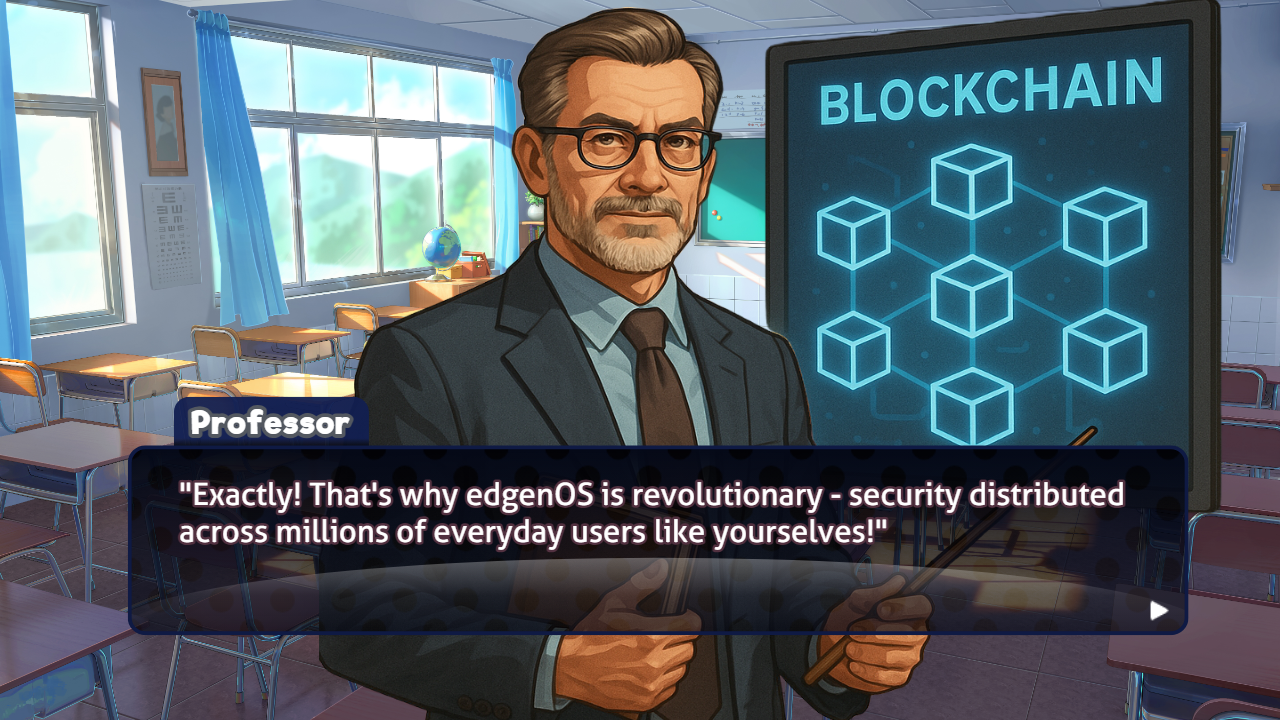 BLOCKCHAIN
Professor
"Exactly! That's why edgenOS is revolutionary - security distributed
across millions of everyday users like yourselves!"